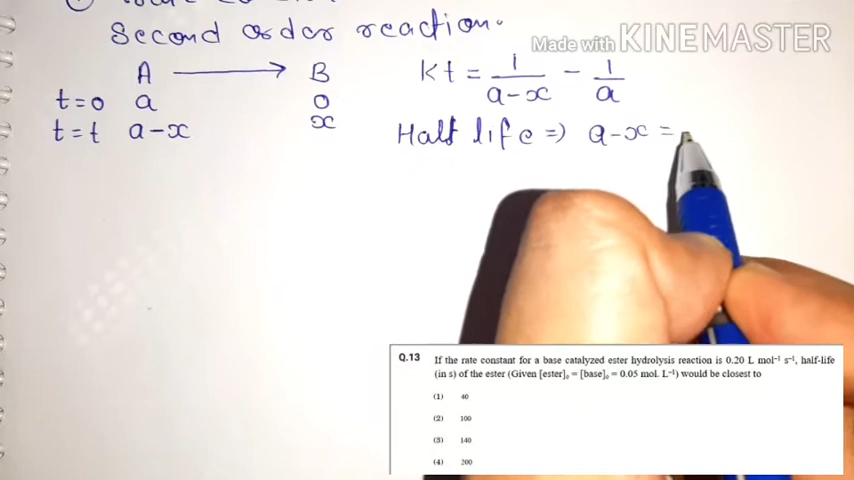 Second order reaction.
A ⟶ B
t=0 a 0
t=t a-x x
Kt = 1/(a-x) - 1/a
Half life ⇒ a-x =
Made with KINEMASTER
Q.13 If the rate constant for a base catalyzed ester hydrolysis reaction is 0.20 L mol⁻¹ s⁻¹, half-life
(in s) of the ester (Given [ester]₀ = [base]₀ = 0.05 mol. L⁻¹) would be closest to
(1) 40
(2) 100
(3) 140
(4) 200